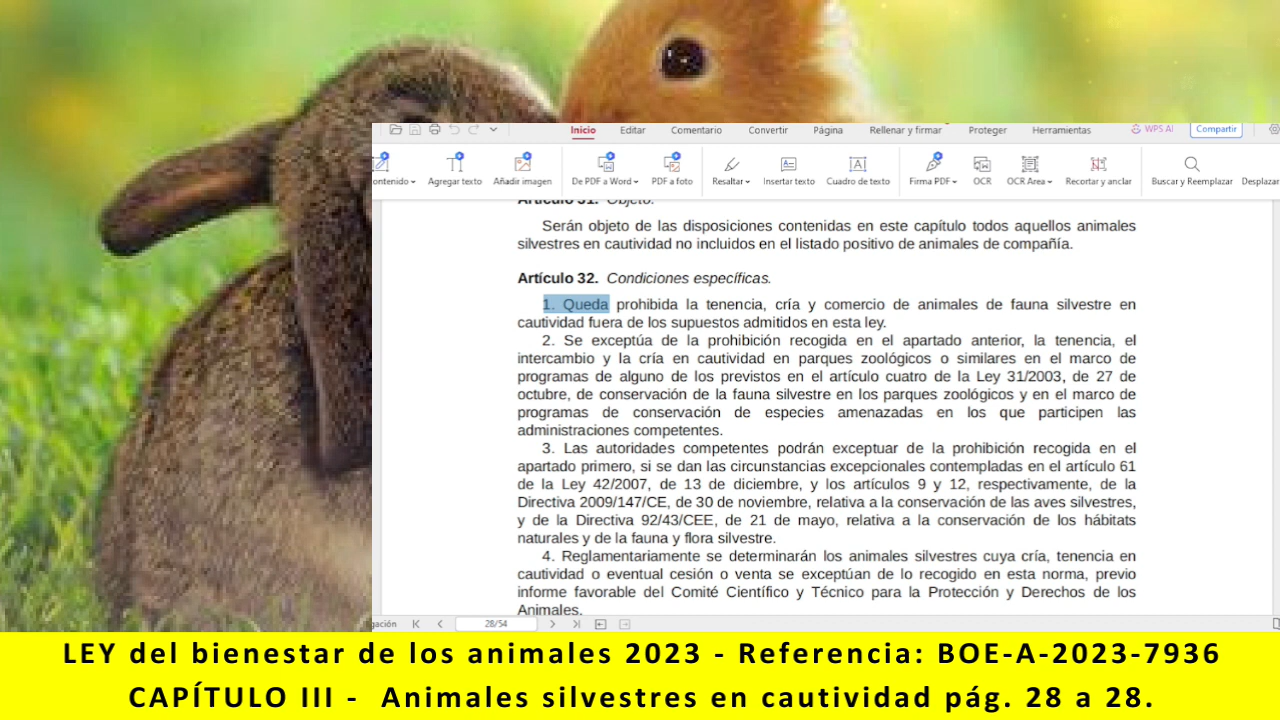 Inicio Editar Comentario Convertir Página Rellenar y firmar Proteger Herramientas WPS AI Compartir
ontenido Agregar texto Añadir imagen De PDF a Word PDF a foto Resaltar Insertar texto Cuadro de texto Firma PDF OCR OCR Area Recortar y anclar Buscar y Reemplazar Desplazar
Artículo 31. Objeto.
Serán objeto de las disposiciones contenidas en este capítulo todos aquellos animales
silvestres en cautividad no incluidos en el listado positivo de animales de compañía.
Artículo 32. Condiciones específicas.
1. Queda prohibida la tenencia, cría y comercio de animales de fauna silvestre en
cautividad fuera de los supuestos admitidos en esta ley.
2. Se exceptúa de la prohibición recogida en el apartado anterior, la tenencia, el
intercambio y la cría en cautividad en parques zoológicos o similares en el marco de
programas de alguno de los previstos en el artículo cuatro de la Ley 31/2003, de 27 de
octubre, de conservación de la fauna silvestre en los parques zoológicos y en el marco de
programas de conservación de especies amenazadas en los que participen las
administraciones competentes.
3. Las autoridades competentes podrán exceptuar de la prohibición recogida en el
apartado primero, si se dan las circunstancias excepcionales contempladas en el artículo 61
de la Ley 42/2007, de 13 de diciembre, y los artículos 9 y 12, respectivamente, de la
Directiva 2009/147/CE, de 30 de noviembre, relativa a la conservación de las aves silvestres,
y de la Directiva 92/43/CEE, de 21 de mayo, relativa a la conservación de los hábitats
naturales y de la fauna y flora silvestre.
4. Reglamentariamente se determinarán los animales silvestres cuya cría, tenencia en
cautividad o eventual cesión o venta se exceptúan de lo recogido en esta norma, previo
informe favorable del Comité Científico y Técnico para la Protección y Derechos de los
Animales.
gación 28/54
LEY del bienestar de los animales 2023 - Referencia: BOE-A-2023-7936
CAPÍTULO III - Animales silvestres en cautividad pág. 28 a 28.